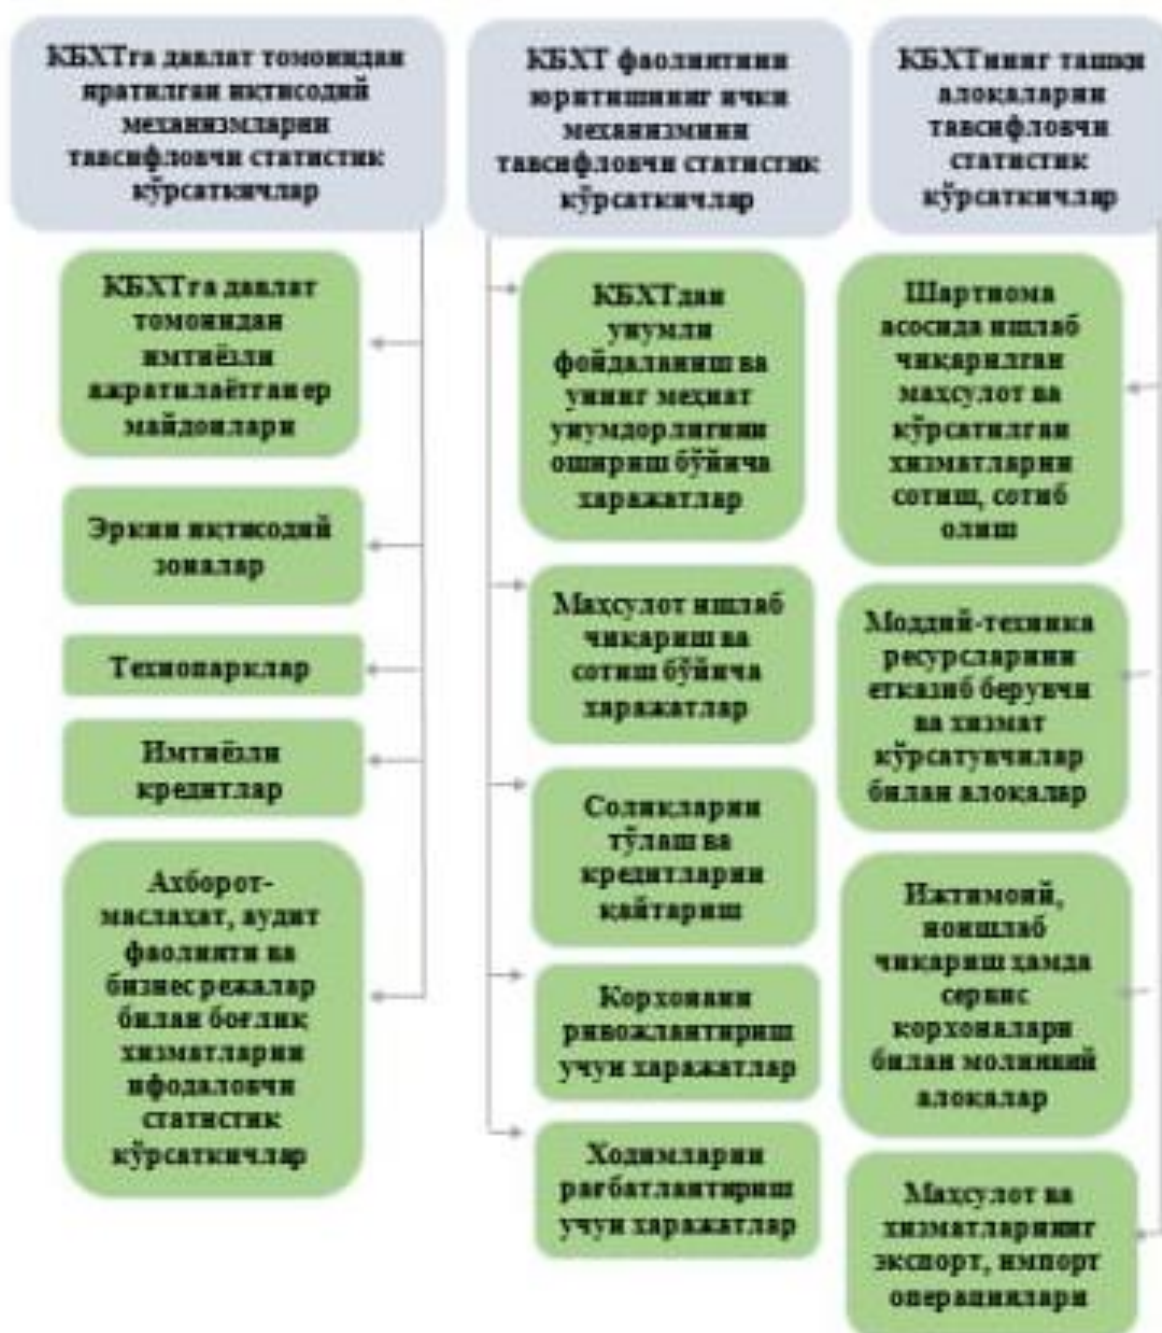 КБХТга давлат томонидан
яратилган иқтисодий
механизмларни
тавсифловчи статистик
кўрсаткичлар
КБХТга давлат
томонидан
имтиёзли
ажратилаётган ер
майдонлари
Эркин иқтисодий
зоналар
Технопарклар
Имтиёзли
кредитлар
Ахборот-
маслаҳат, аудит
фаолияти ва
бизнес режалар
билан боғлиқ
хизматларни
ифодаловчи
статистик
кўрсаткичлар
КБХТ фаолиятини
юритишнинг ички
механизмини
тавсифловчи статистик
кўрсаткичлар
КБХТдан
унумли
фойдаланиш ва
унинг меҳнат
унумдорлигини
ошириш бўйича
харажатлар
Маҳсулот ишлаб
чиқариш ва
сотиш бўйича
харажатлар
Солиқларни
тўлаш ва
кредитларни
қайтариш
Корхонани
ривожлантириш
учун харажатлар
Ходимларни
рағбатлантириш
учун харажатлар
КБХТнинг ташқи
алоқаларни
тавсифловчи
статистик
кўрсаткичлар
Шартнома
асосида ишлаб
чиқарилган
маҳсулот ва
кўрсатилган
хизматларни
сотиш, сотиб
олиш
Моддий-техника
ресурсларини
етказиб берувчи
ва хизмат
кўрсатувчилар
билан алоқалар
Ижтимоий,
ноишлаб
чиқариш ҳамда
сервис
корхоналари
билан молиявий
алоқалар
Маҳсулот ва
хизматларнинг
экспорт, импорт
операциялари